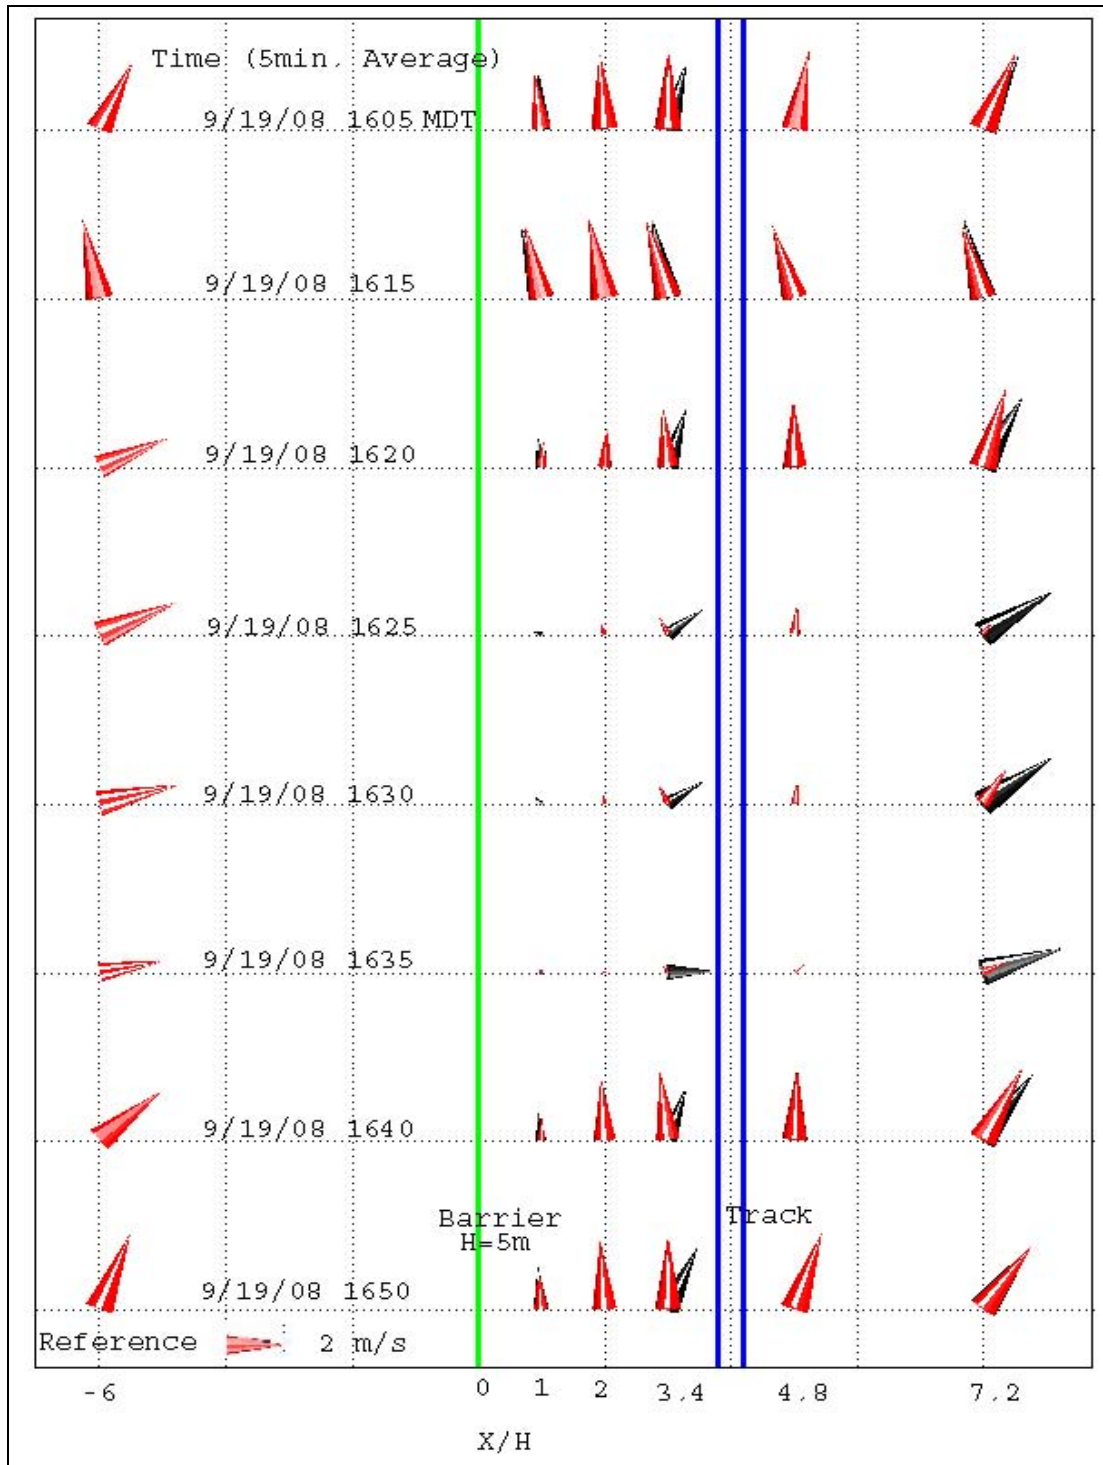 Time (5min. Average)
9/19/08 1605 MDT
9/19/08 1615
9/19/08 1620
9/19/08 1625
9/19/08 1630
9/19/08 1635
9/19/08 1640
Barrier
H=5m
Track
9/19/08 1650
Reference 2 m/s
-6 0 1 2 3.4 4.8 7.2
X/H